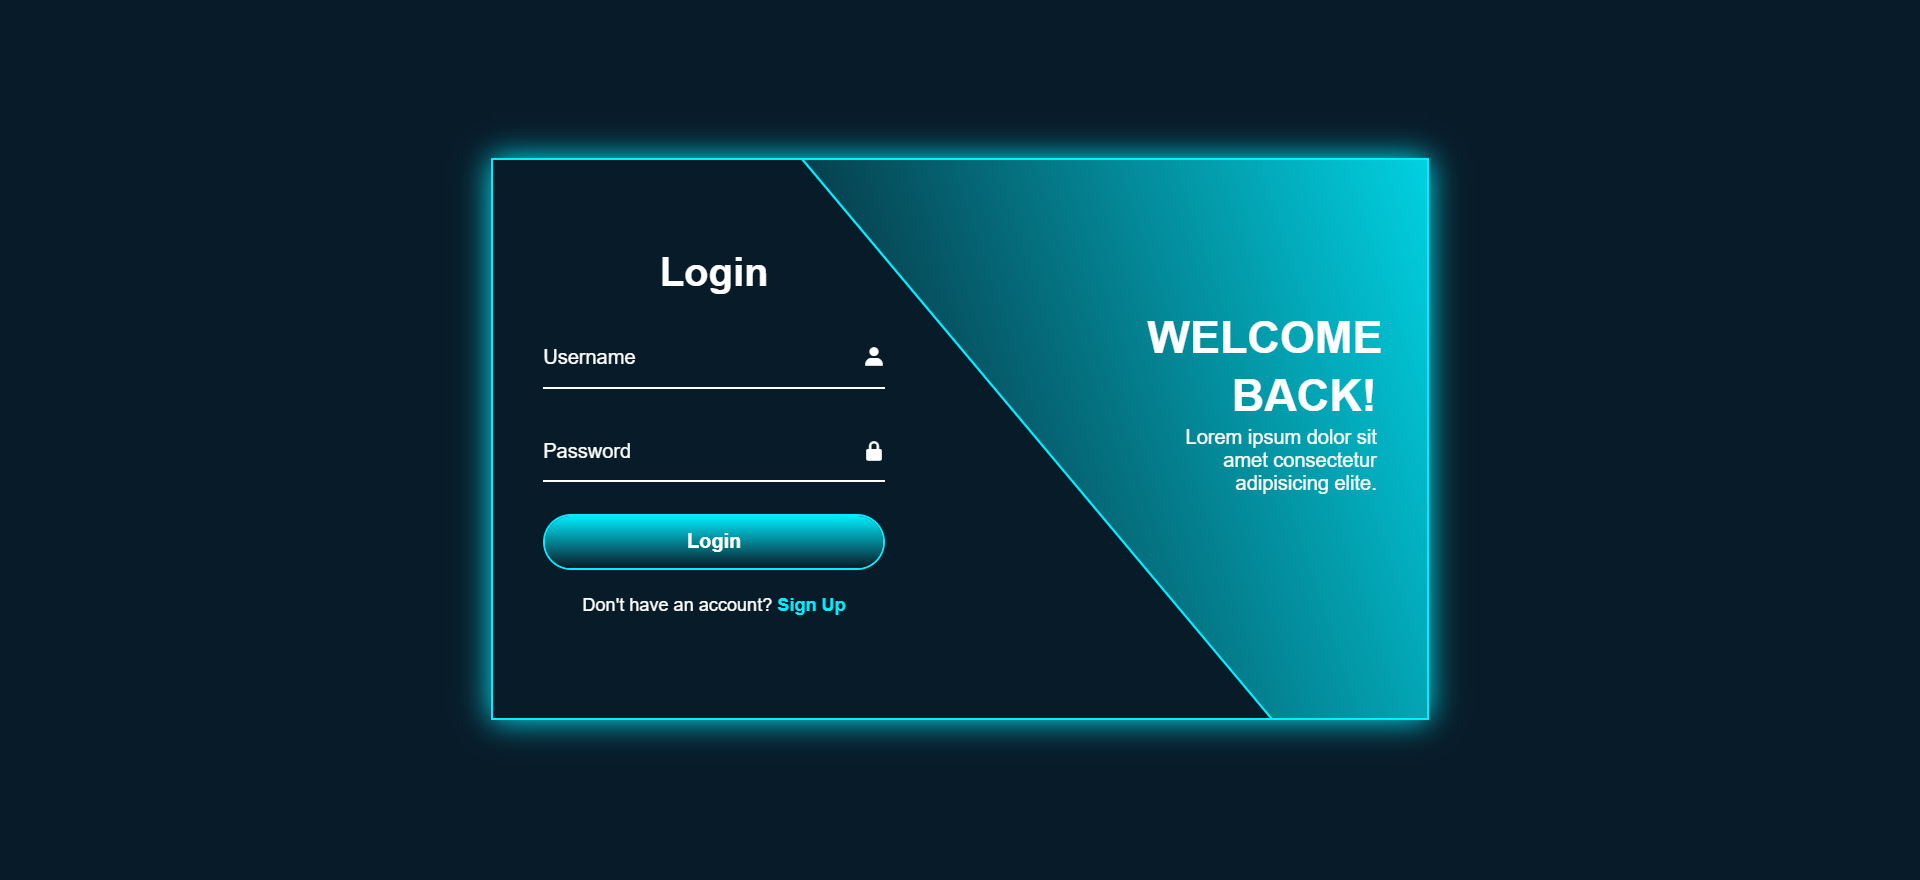 Login
Username
Password
Login
Don't have an account? Sign Up
WELCOME
BACK!
Lorem ipsum dolor sit
amet consectetur
adipisicing elite.